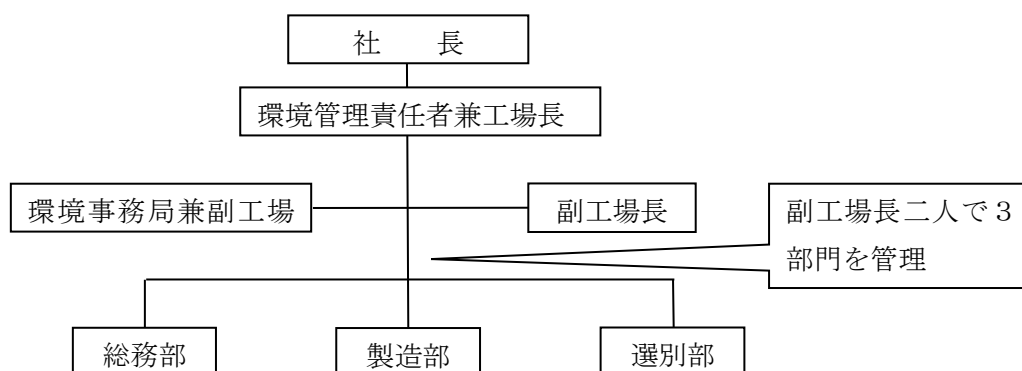 社　　長
環境管理責任者兼工場長
環境事務局兼副工場
副工場長
副工場長二人で３
部門を管理
総務部
製造部
選別部